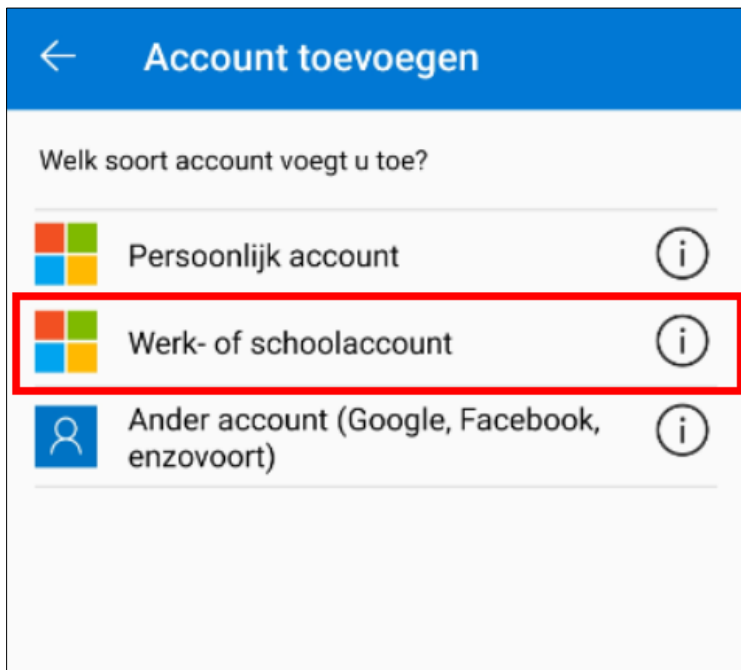 Account toevoegen
Welk soort account voegt u toe?
Persoonlijk account
Werk- of schoolaccount
Ander account (Google, Facebook,
enzovoort)